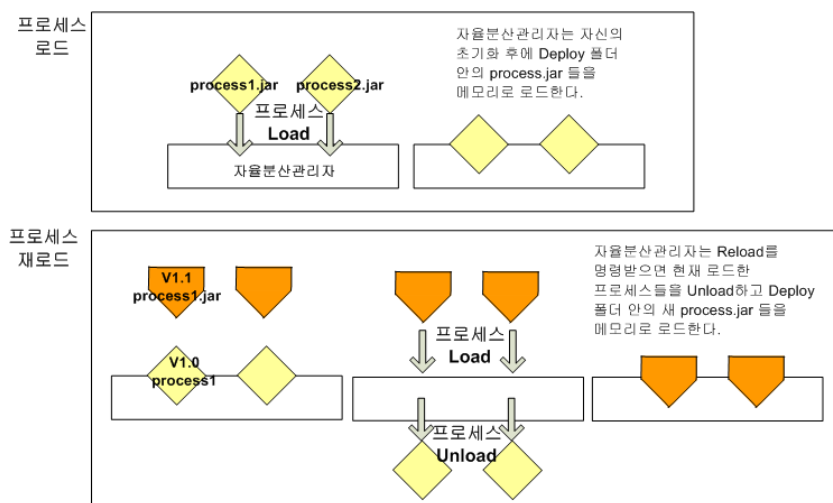 프로세스
로드
process1.jar
process2.jar
프로세스
Load
자율분산관리자
자율분산관리자는 자신의
초기화 후에 Deploy 폴더
안의 process.jar 들을
메모리로 로드한다.
프로세스
재로드
V1.1
process1.jar
V1.0
process1
프로세스
Load
프로세스
Unload
자율분산관리자는 Reload를
명령받으면 현재 로드한
프로세스들을 Unload하고 Deploy
폴더 안의 새 process.jar 들을
메모리로 로드한다.